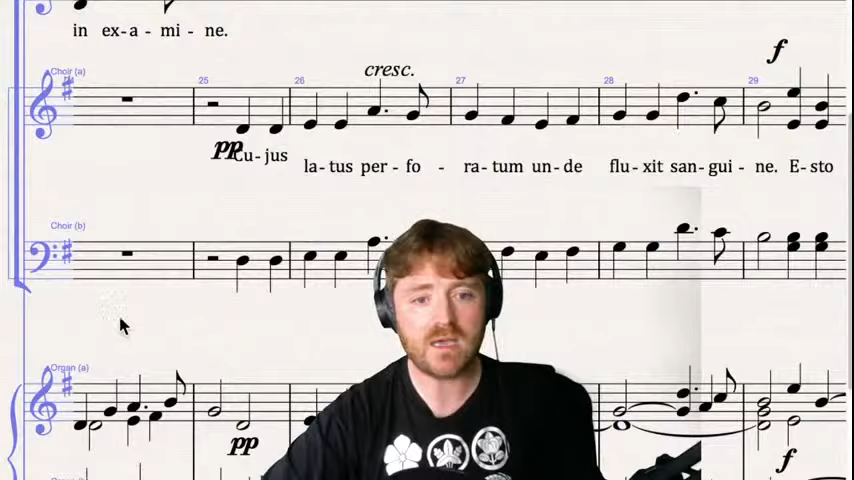 in ex-a - mi - ne.
Choir (a)
25 26 cresc. 27 28 29 f
pp Cu-jus la-tus per-fo - ra-tum un-de flu-xit san-gui-ne. E-sto
Choir (b)
Organ (a)
pp
f